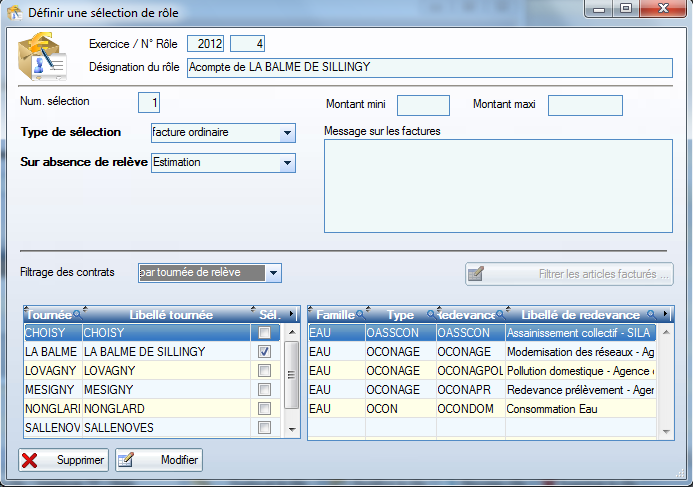 Définir une sélection de rôle
Exercice / N° Rôle 2012 4
Désignation du rôle Acompte de LA BALME DE SILLINGY
Num. sélection 1 Montant mini Montant maxi
Type de sélection facture ordinaire Message sur les factures
Sur absence de relève Estimation
Filtrage des contrats par tournée de relève Filtrer les articles facturés ...
Tournée Libellé tournée Sél. Famille Type Redevance Libellé de redevance
CHOISY CHOISY EAU OASSCON OASSCON Assainissement collectif - SILA
LA BALME LA BALME DE SILLINGY EAU OCONAGE OCONAGE Modernisation des réseaux - Ag
LOVAGNY LOVAGNY EAU OCONAGE OCONAGPOL Pollution domestique - Agence
MESIGNY MESIGNY EAU OCONAGE OCONAPR Redevance prélèvement - Agen
NONGLARD NONGLARD EAU OCON OCONDOM Consommation Eau
SALLENOV SALLENOVES
Supprimer Modifier